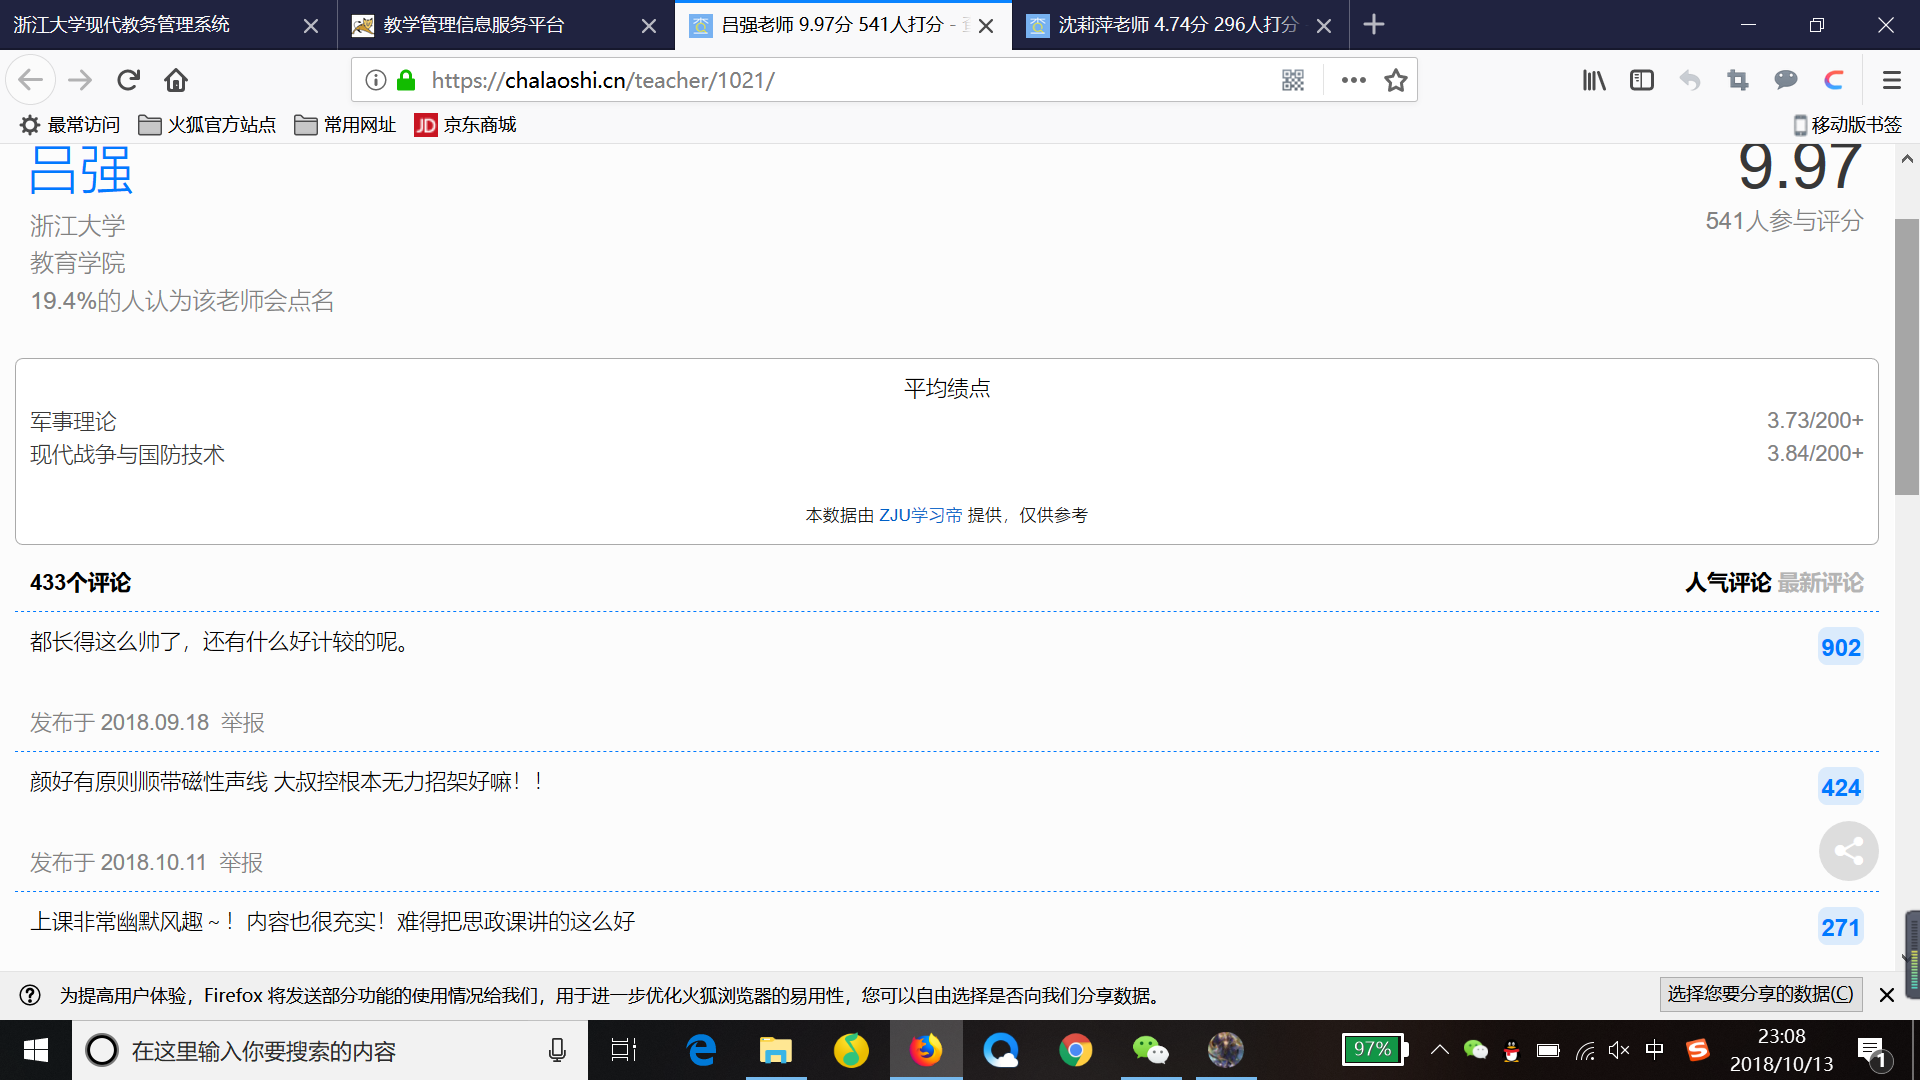 浙江大学现代教务管理系统
教学管理信息服务平台
吕强老师 9.97分 541人打分 -
沈莉萍老师 4.74分 296人打分
https://chalaoshi.cn/teacher/1021/
最常访问 火狐官方站点 常用网址 JD 京东商城 移动版书签
吕强 9.97
浙江大学 541人参与评分
教育学院
19.4%的人认为该老师会点名
平均绩点
军事理论 3.73/200+
现代战争与国防技术 3.84/200+
本数据由 ZJU学习帝 提供，仅供参考
433个评论 人气评论 最新评论
都长得这么帅了，还有什么好计较的呢。 902
发布于 2018.09.18 举报
颜好有原则顺带磁性声线 大叔控根本无力招架好嘛！！ 424
发布于 2018.10.11 举报
上课非常幽默风趣～！内容也很充实！难得把思政课讲的这么好 271
为提高用户体验，Firefox 将发送部分功能的使用情况给我们，用于进一步优化火狐浏览器的易用性，您可以自由选择是否向我们分享数据。 选择您要分享的数据(C)
在这里输入你要搜索的内容 97% 中 23:08
2018/10/13 1